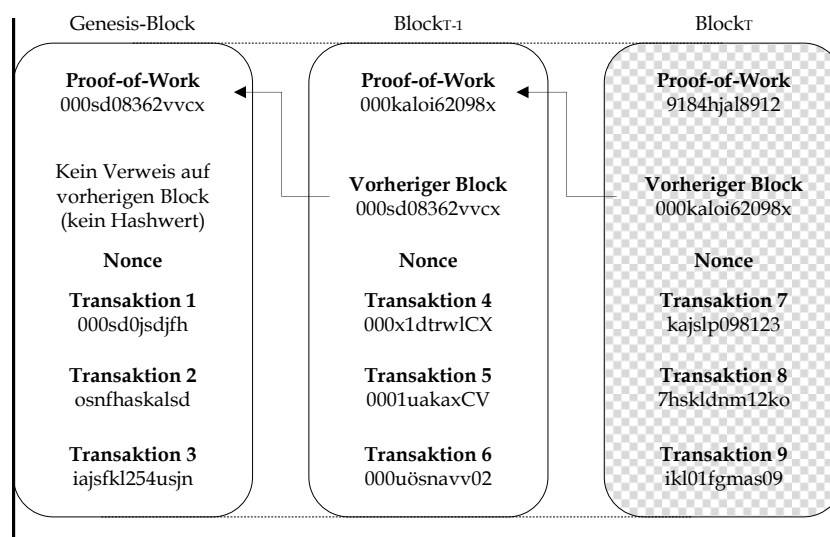 Genesis-Block
Proof-of-Work
000sd08362vvcx
Kein Verweis auf
vorherigen Block
(kein Hashwert)
Nonce
Transaktion 1
000sd0jsdjfh
Transaktion 2
osnfhaskalsd
Transaktion 3
iajsfkl254usjn
BlockT-1
Proof-of-Work
000kaloi62098x
Vorheriger Block
000sd08362vvcx
Nonce
Transaktion 4
000x1dtrwlCX
Transaktion 5
0001uakaxCV
Transaktion 6
000uösnavv02
BlockT
Proof-of-Work
9184hjal8912
Vorheriger Block
000kaloi62098x
Nonce
Transaktion 7
kajslp098123
Transaktion 8
7hskldnm12ko
Transaktion 9
ikl01fgmas09